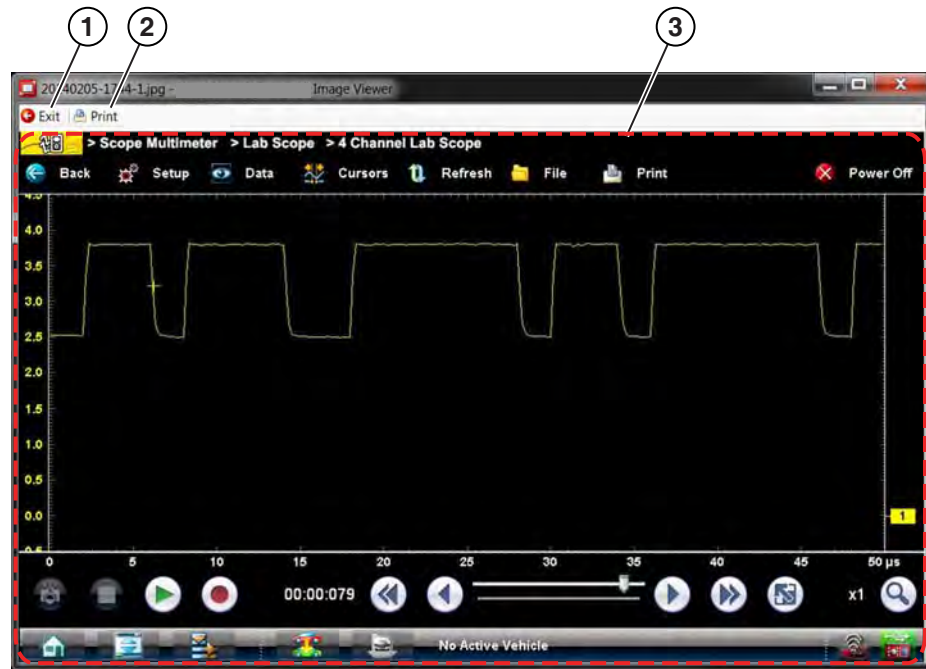 1 2 3
20140205-1754-1.jpg - Image Viewer
Exit Print
> Scope Multimeter > Lab Scope > 4 Channel Lab Scope
Back Setup Data Cursors Refresh File Print Power Off
4.0
3.5
3.0
2.5
2.0
1.5
1.0
0.5
0.0 1
0 5 10 15 20 25 30 35 40 45 50 µs
00:00:079 x1
No Active Vehicle